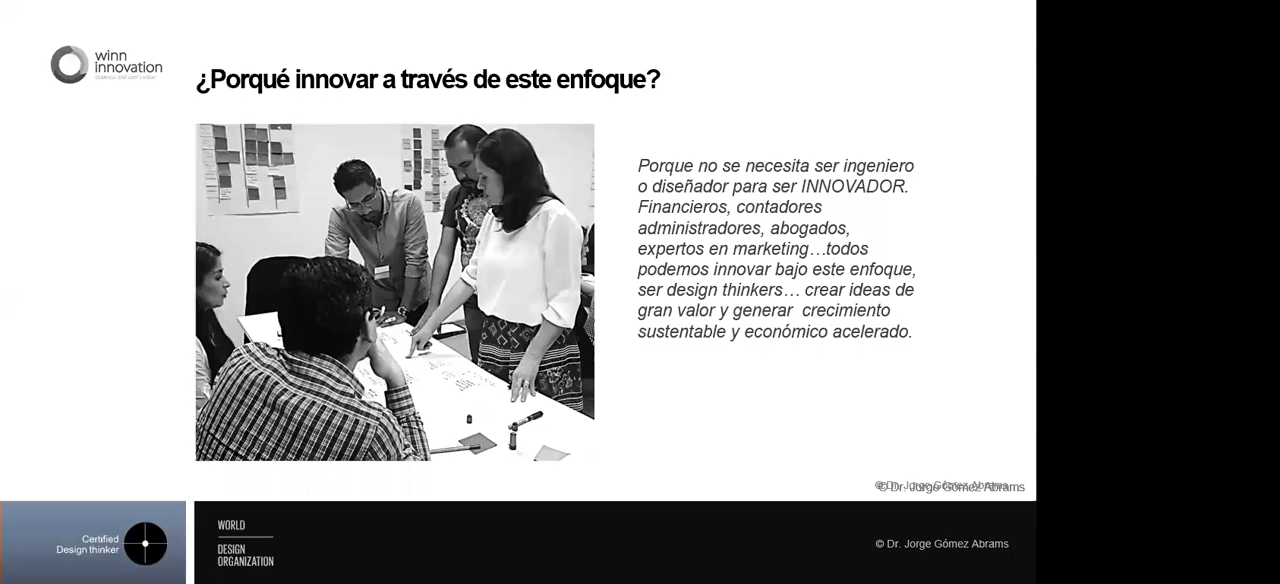 winn
innovation
¿Porqué innovar a través de este enfoque?
Porque no se necesita ser ingeniero
o diseñador para ser INNOVADOR.
Financieros, contadores
administradores, abogados,
expertos en marketing…todos
podemos innovar bajo este enfoque,
ser design thinkers… crear ideas de
gran valor y generar crecimiento
sustentable y económico acelerado.
© Dr. Jorge Gómez Abrams
Certified
Design thinker
WORLD
DESIGN
ORGANIZATION
© Dr. Jorge Gómez Abrams